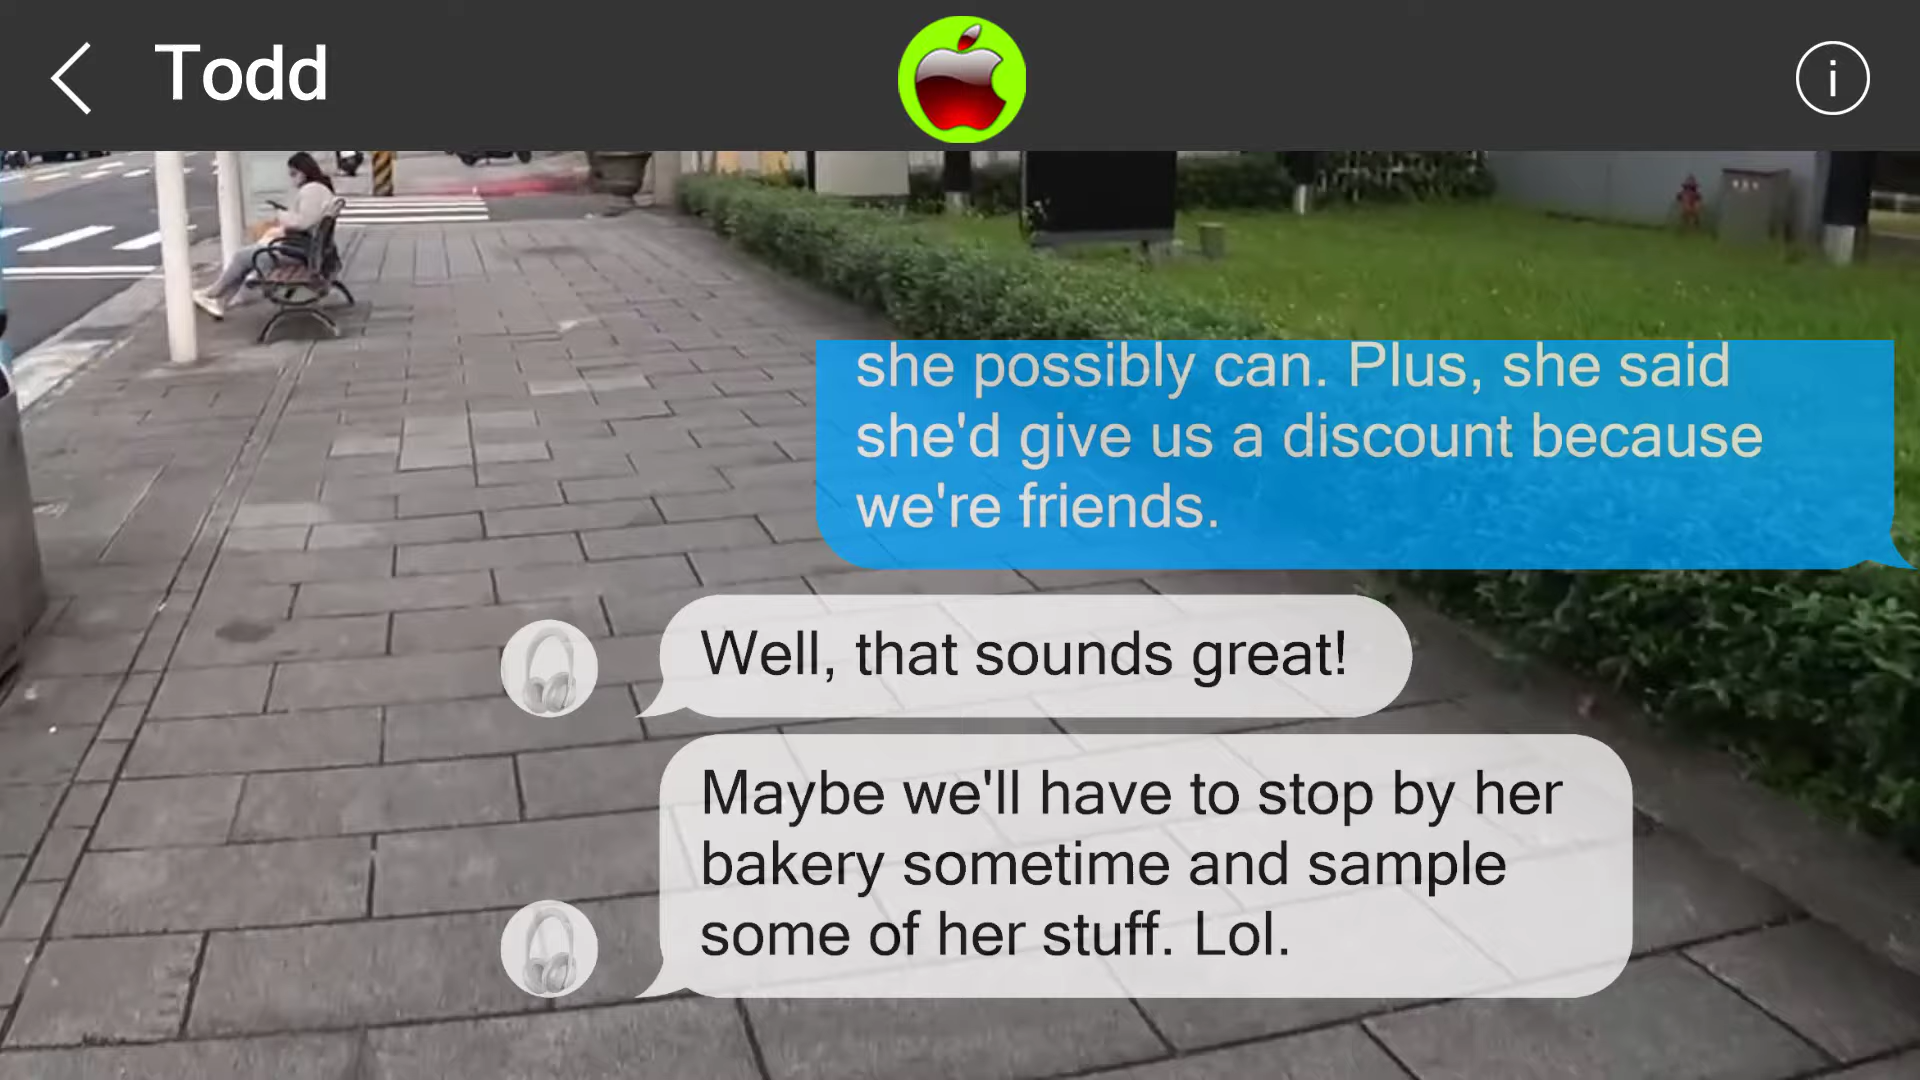 Todd
i
she possibly can. Plus, she said
she'd give us a discount because
we're friends.
Well, that sounds great!
Maybe we'll have to stop by her
bakery sometime and sample
some of her stuff. Lol.